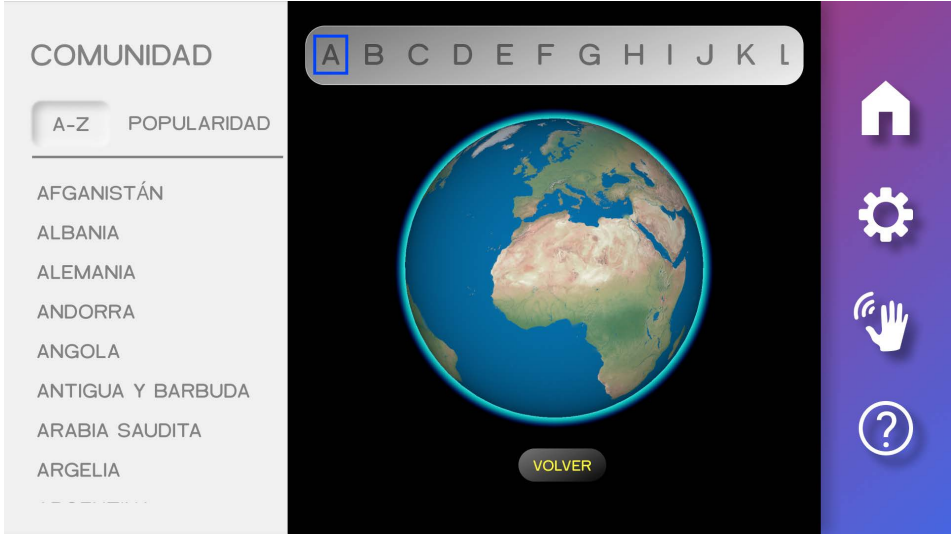 COMUNIDAD
A-Z POPULARIDAD
AFGANISTÁN
ALBANIA
ALEMANIA
ANDORRA
ANGOLA
ANTIGUA Y BARBUDA
ARABIA SAUDITA
ARGELIA
A B C D E F G H I J K L
VOLVER
?